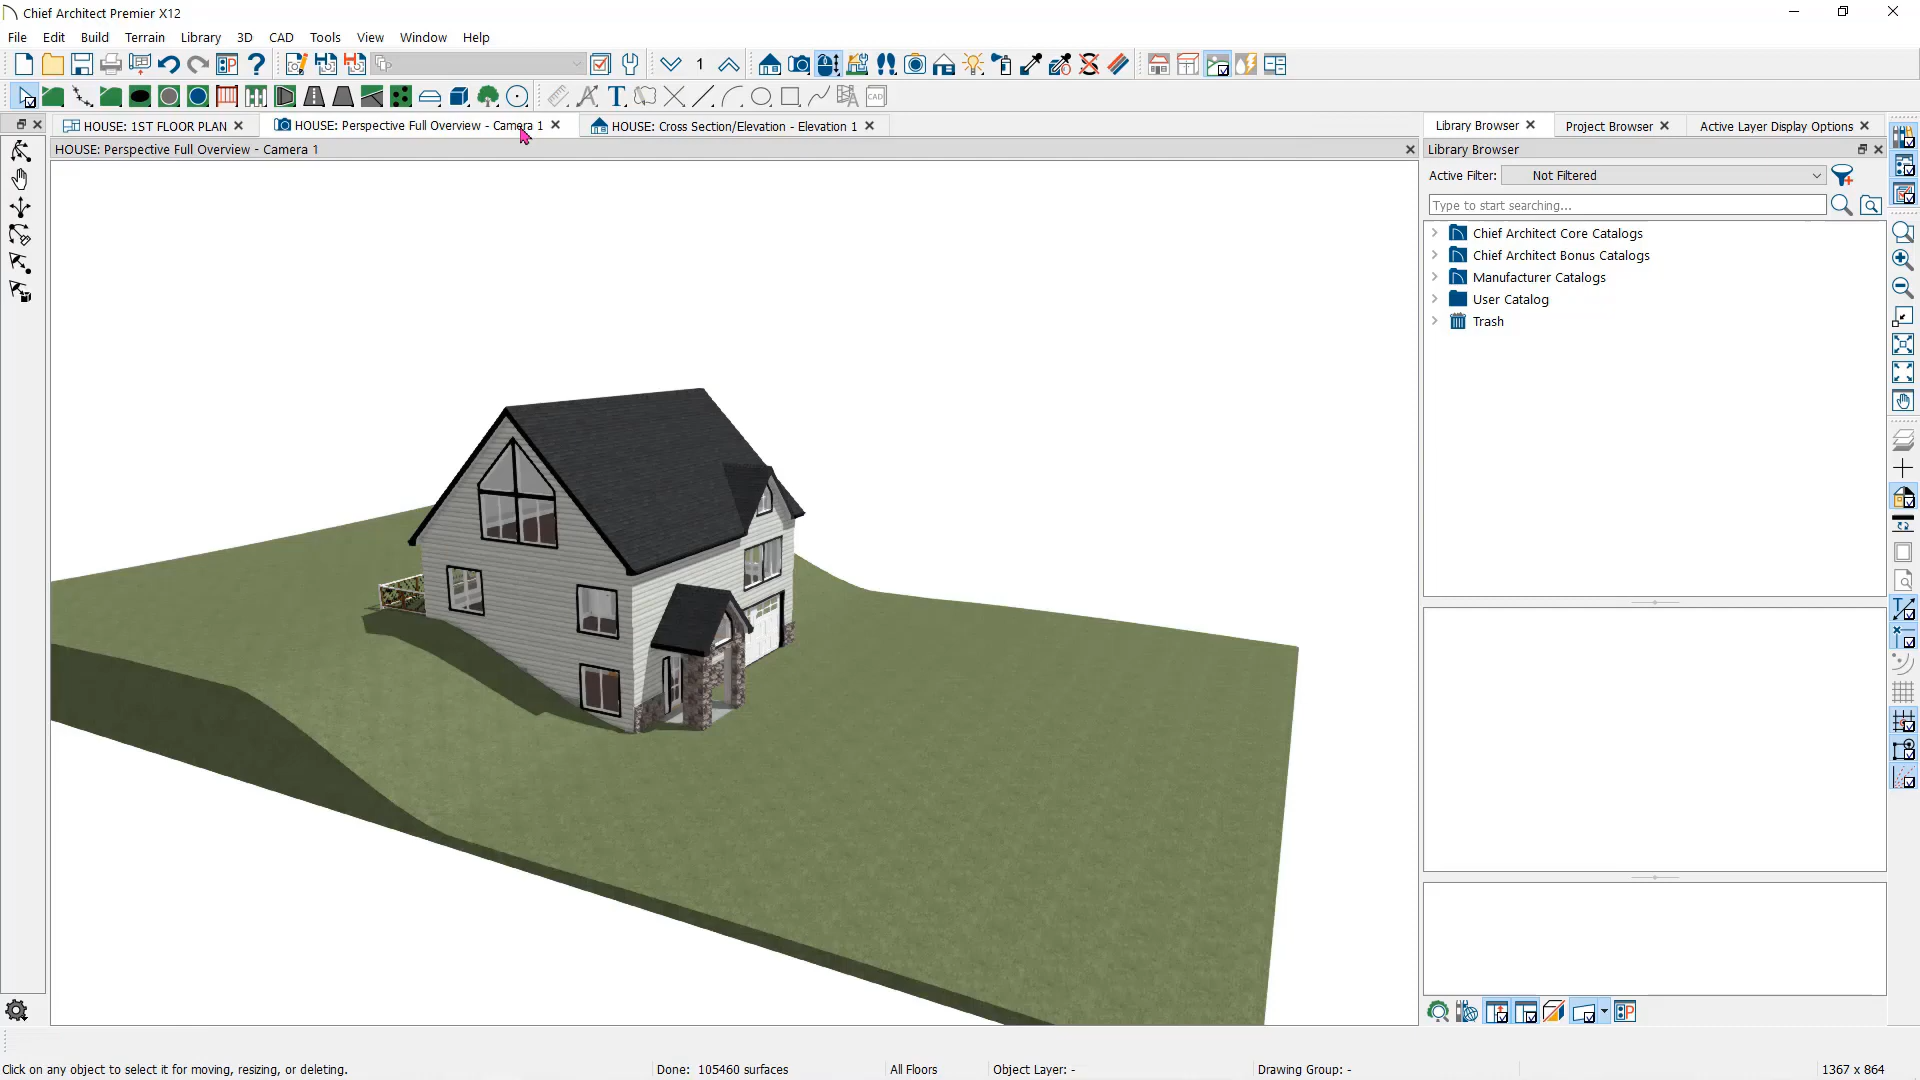 Chief Architect Premier X12
File Edit Build Terrain Library 3D CAD Tools View Window Help
1
HOUSE: 1ST FLOOR PLAN
HOUSE: Perspective Full Overview - Camera 1
HOUSE: Cross Section/Elevation - Elevation 1
Library Browser
Project Browser
Active Layer Display Options
HOUSE: Perspective Full Overview - Camera 1
Library Browser
Active Filter: Not Filtered
Type to start searching...
Chief Architect Core Catalogs
Chief Architect Bonus Catalogs
Manufacturer Catalogs
User Catalog
Trash
Click on any object to select it for moving, resizing, or deleting.
Done: 105460 surfaces
All Floors
Object Layer: -
Drawing Group: -
1367 x 864